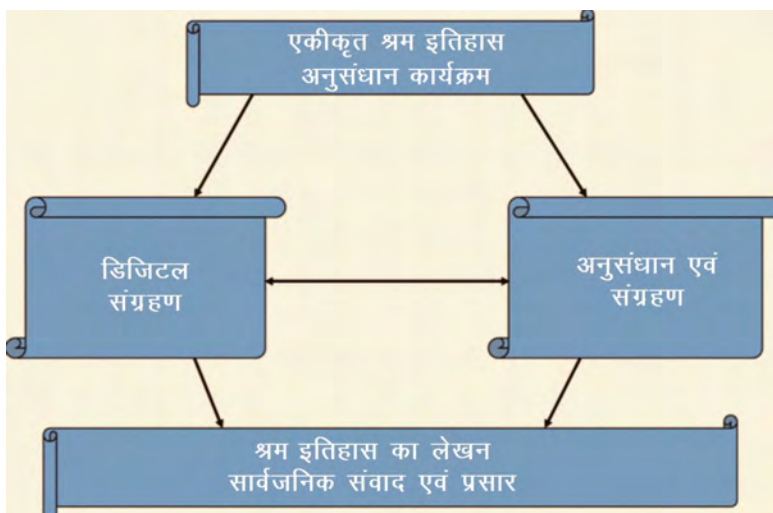 एकीकृत श्रम इतिहास
अनुसंधान कार्यक्रम
डिजिटल
संग्रहण
अनुसंधान एवं
संग्रहण
श्रम इतिहास का लेखन
सार्वजनिक संवाद एवं प्रसार